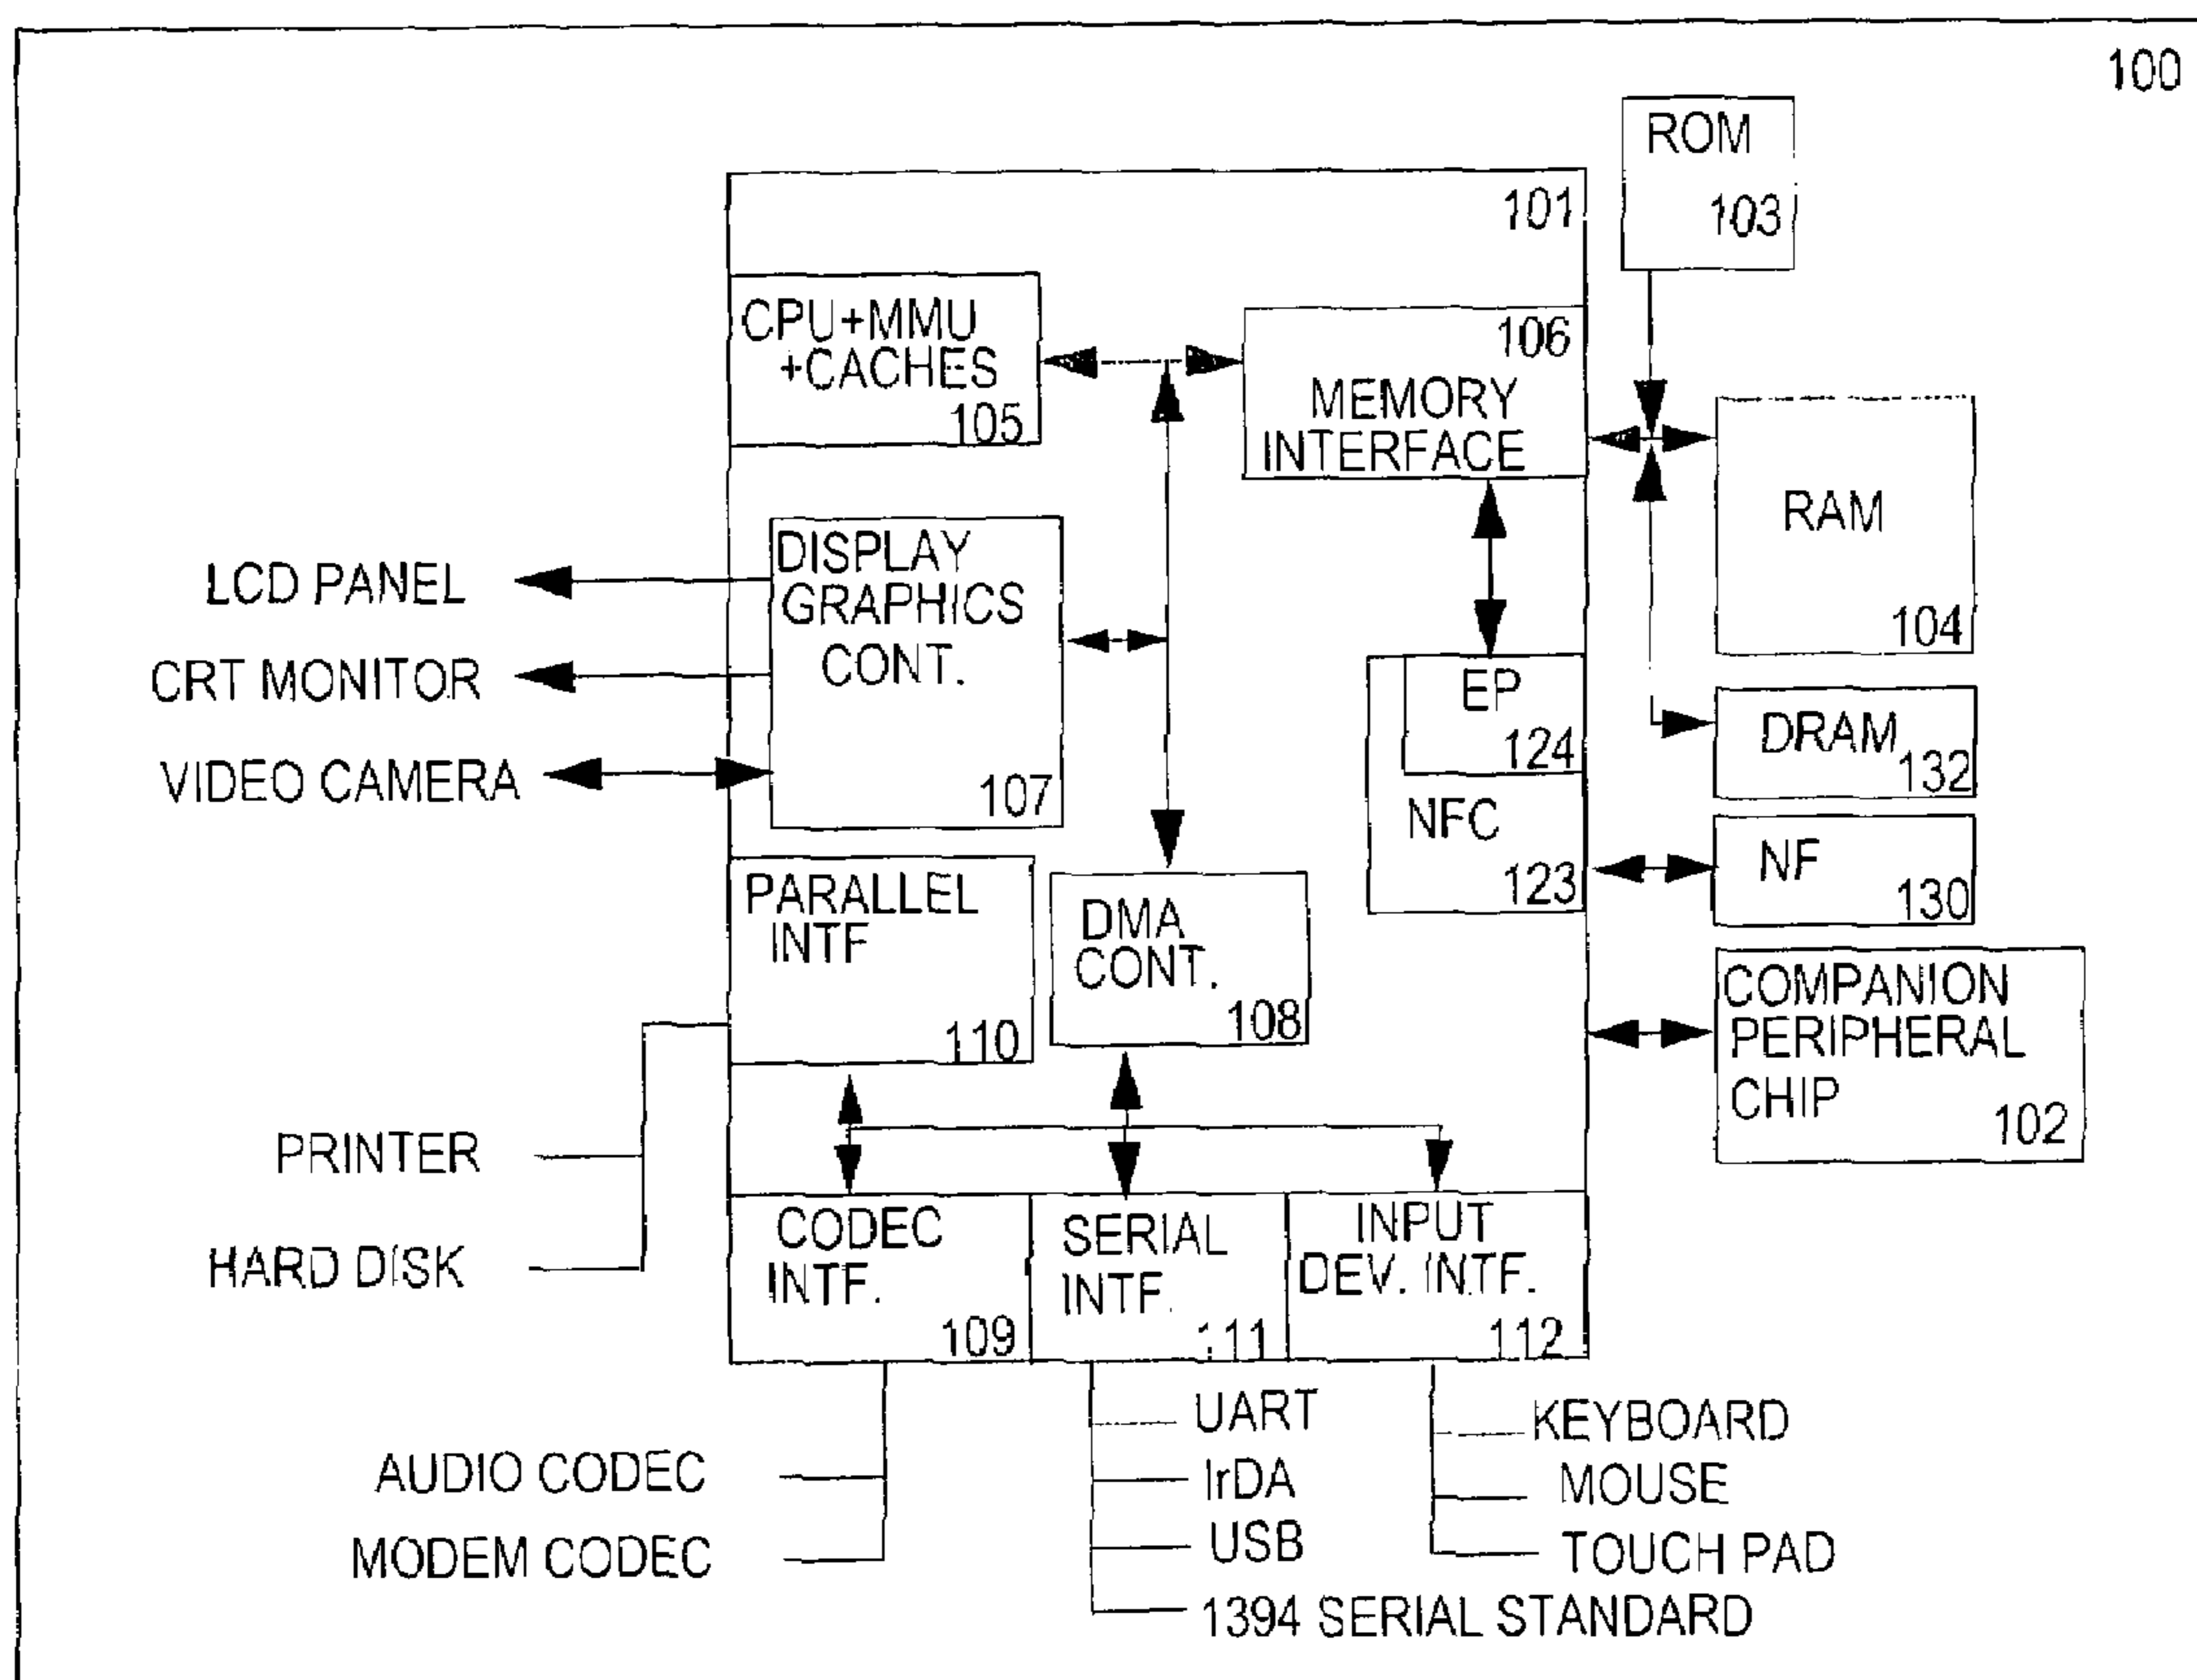 100
ROM
103
101
CPU+MMU
+CACHES
105
106
MEMORY
INTERFACE
RAM
104
DISPLAY
GRAPHICS
CONT.
107
LCD PANEL
CRT MONITOR
VIDEO CAMERA
EP
124
NFC
123
DRAM
132
NF
130
PARALLEL
INTF
110
DMA
CONT.
108
COMPANION
PERIPHERAL
CHIP
102
PRINTER
HARD DISK
CODEC
INTF.
109
SERIAL
INTF.
111
INPUT
DEV. INTF.
112
AUDIO CODEC
MODEM CODEC
UART
IrDA
USB
1394 SERIAL STANDARD
KEYBOARD
MOUSE
TOUCH PAD